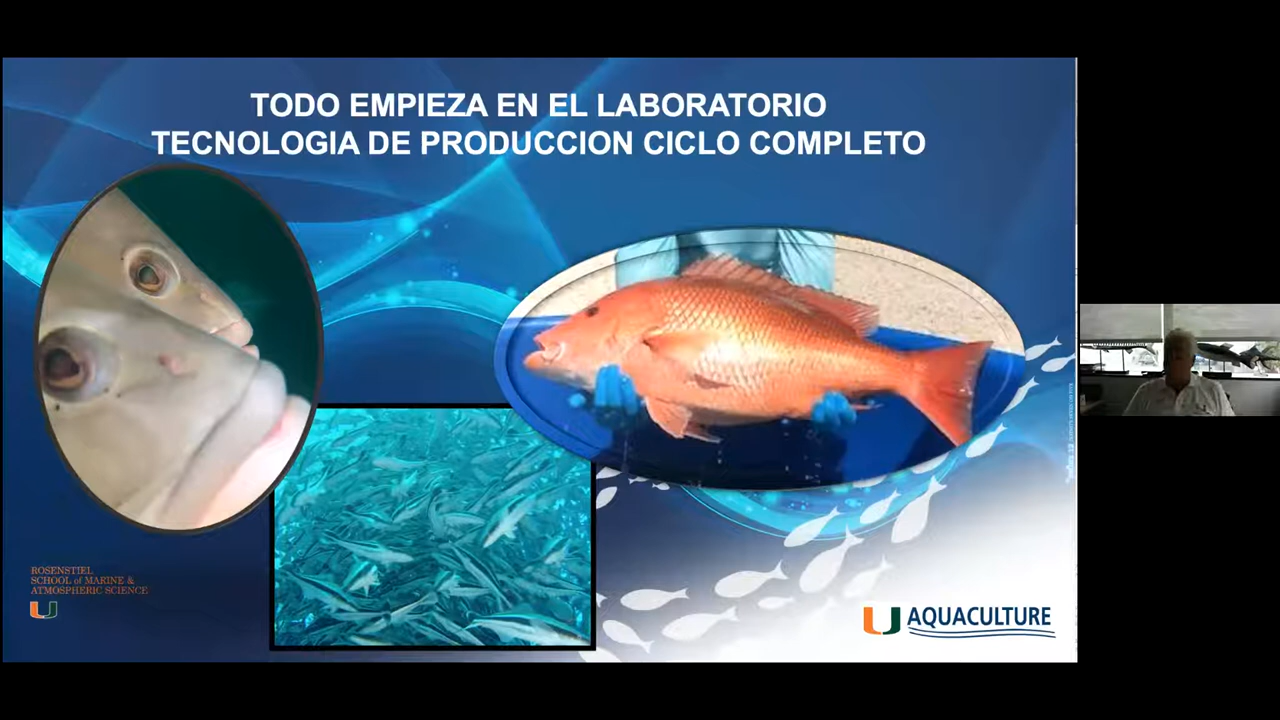 TODO EMPIEZA EN EL LABORATORIO
TECNOLOGIA DE PRODUCCION CICLO COMPLETO
ROSENSTIEL
SCHOOL of MARINE &
ATMOSPHERIC SCIENCE
U
U AQUACULTURE